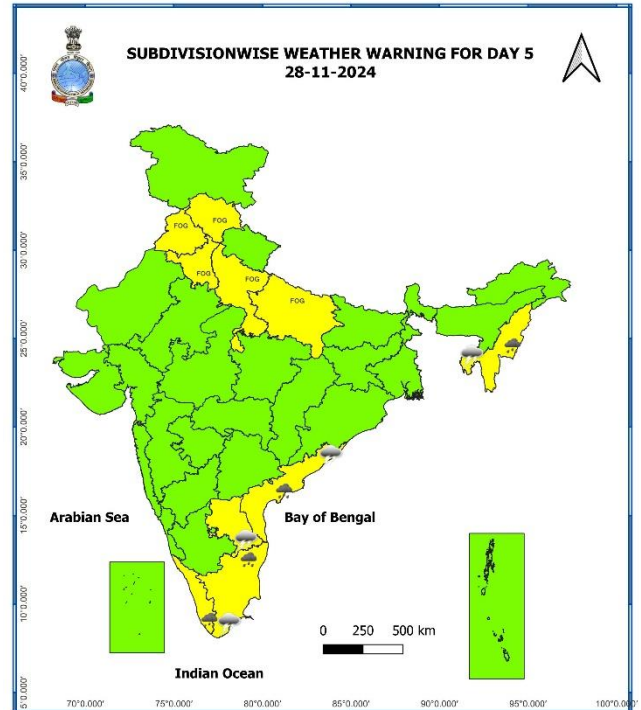 SUBDIVISIONWISE WEATHER WARNING FOR DAY 5
28-11-2024
40°0.000'
35°0.000'
30°0.000'
25°0.000'
20°0.000'
15°0.000'
10°0.000'
5°0.000'
FOG
FOG
FOG
FOG
FOG
Arabian Sea
Bay of Bengal
0 250 500 km
Indian Ocean
70°0.000' 75°0.000' 80°0.000' 85°0.000' 90°0.000' 95°0.000' 100°0.000'